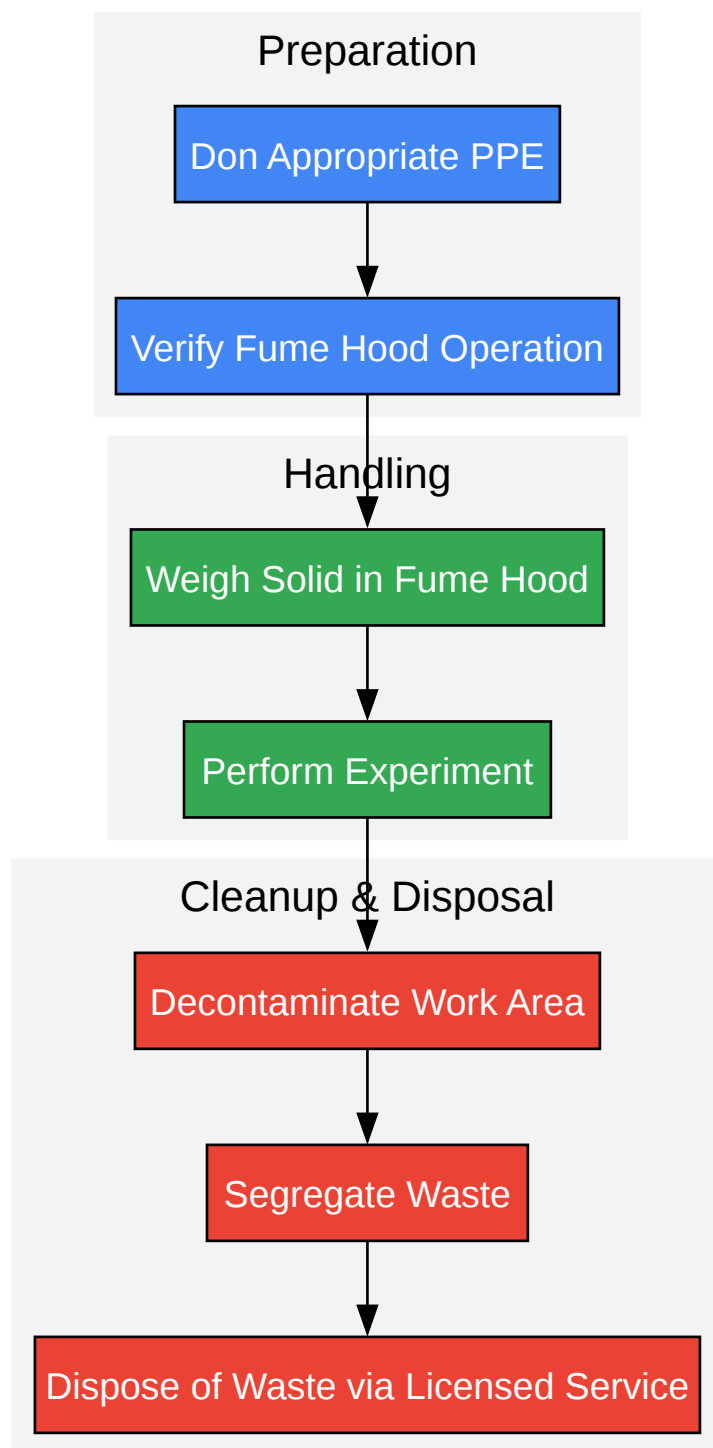 Preparation
Don Appropriate PPE
Verify Fume Hood Operation
Handling
Weigh Solid in Fume Hood
Perform Experiment
Cleanup & Disposal
Decontaminate Work Area
Segregate Waste
Dispose of Waste via Licensed Service